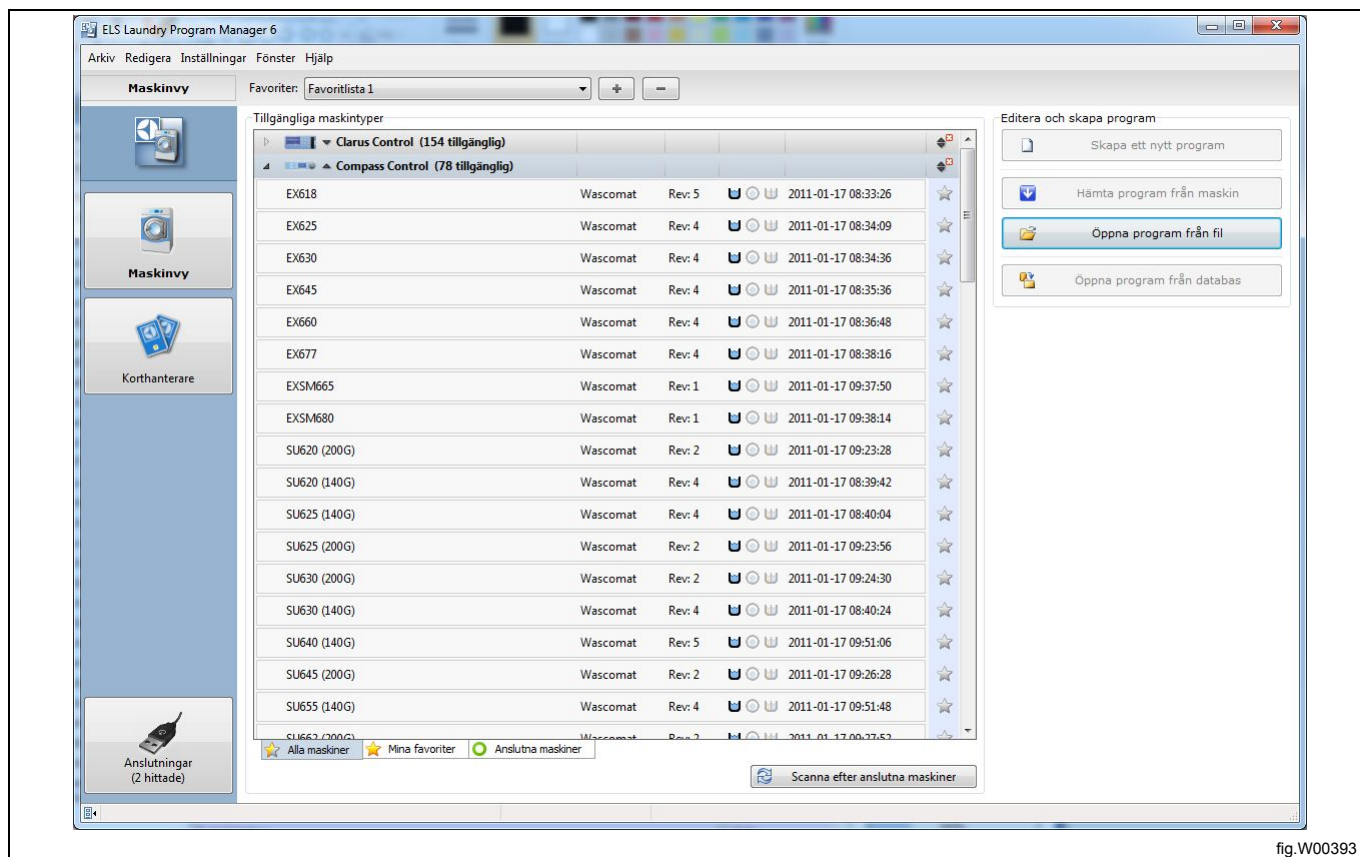 ELS Laundry Program Manager 6
Arkiv Redigera Inställningar Fönster Hjälp
Maskinvy
Favoriter: Favoritlista 1
Tillgängliga maskintyper
Clarus Control (154 tillgänglig)
Compass Control (78 tillgänglig)
EX618 Wascomat Rev: 5 2011-01-17 08:33:26
EX625 Wascomat Rev: 4 2011-01-17 08:34:09
EX630 Wascomat Rev: 4 2011-01-17 08:34:36
EX645 Wascomat Rev: 4 2011-01-17 08:35:36
EX660 Wascomat Rev: 4 2011-01-17 08:36:48
EX677 Wascomat Rev: 4 2011-01-17 08:38:16
EXSM665 Wascomat Rev: 1 2011-01-17 09:37:50
EXSM680 Wascomat Rev: 1 2011-01-17 09:38:14
SU620 (200G) Wascomat Rev: 2 2011-01-17 09:23:28
SU620 (140G) Wascomat Rev: 4 2011-01-17 08:39:42
SU625 (140G) Wascomat Rev: 4 2011-01-17 08:40:04
SU625 (200G) Wascomat Rev: 2 2011-01-17 09:23:56
SU630 (200G) Wascomat Rev: 2 2011-01-17 09:24:30
SU630 (140G) Wascomat Rev: 4 2011-01-17 08:40:24
SU640 (140G) Wascomat Rev: 5 2011-01-17 09:51:06
SU645 (200G) Wascomat Rev: 2 2011-01-17 09:26:28
SU655 (140G) Wascomat Rev: 4 2011-01-17 09:51:48
Alla maskiner Mina favoriter Anslutna maskiner
Scanna efter anslutna maskiner
Editera och skapa program
Skapa ett nytt program
Hämta program från maskin
Öppna program från fil
Öppna program från databas
Maskinvy
Korthanterare
Anslutningar
(2 hittade)
fig.W00393